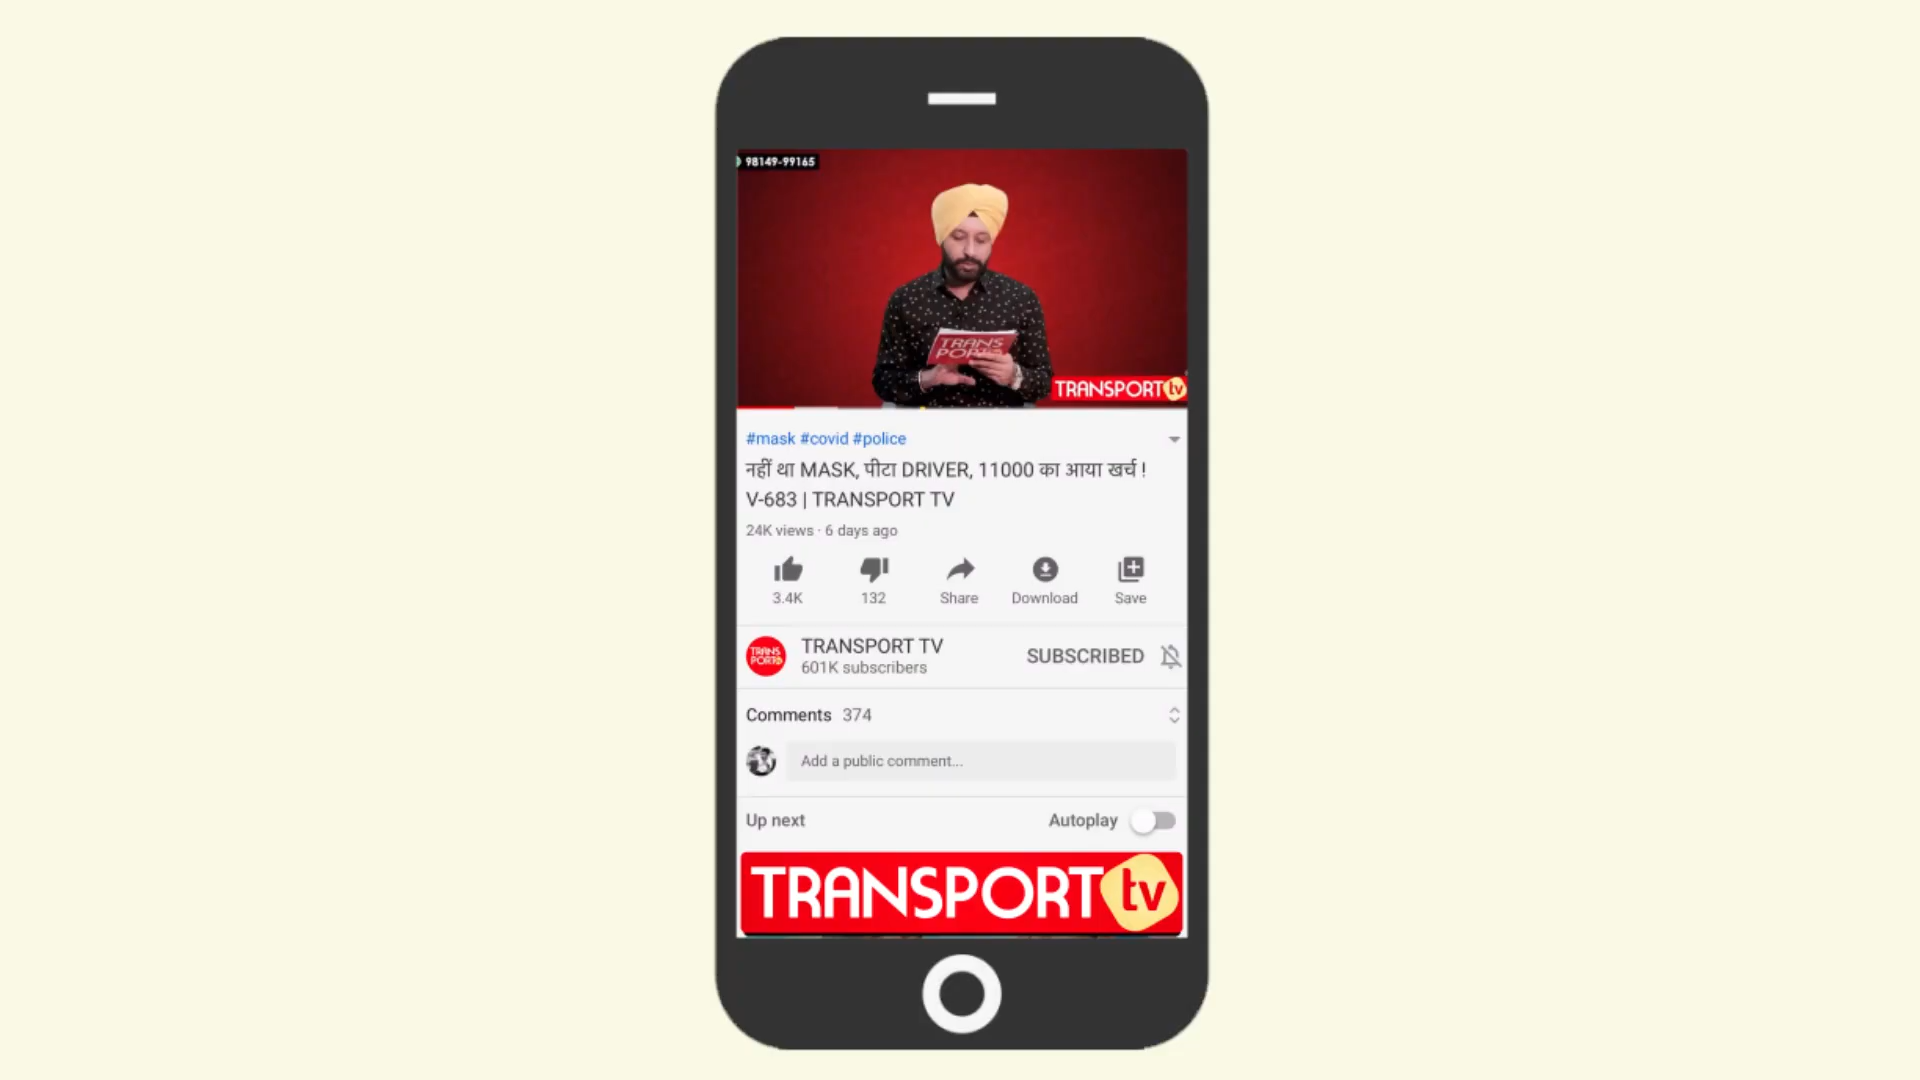 98149-99165
TRANS
PORT
TRANSPORT tv
#mask #covid #police
नहीं था MASK, पीटा DRIVER, 11000 का आया खर्च !
V-683 | TRANSPORT TV
24K views · 6 days ago
3.4K 132 Share Download Save
TRANS
PORT
TRANSPORT TV
601K subscribers
SUBSCRIBED
Comments 374
Add a public comment...
Up next Autoplay
TRANSPORT tv